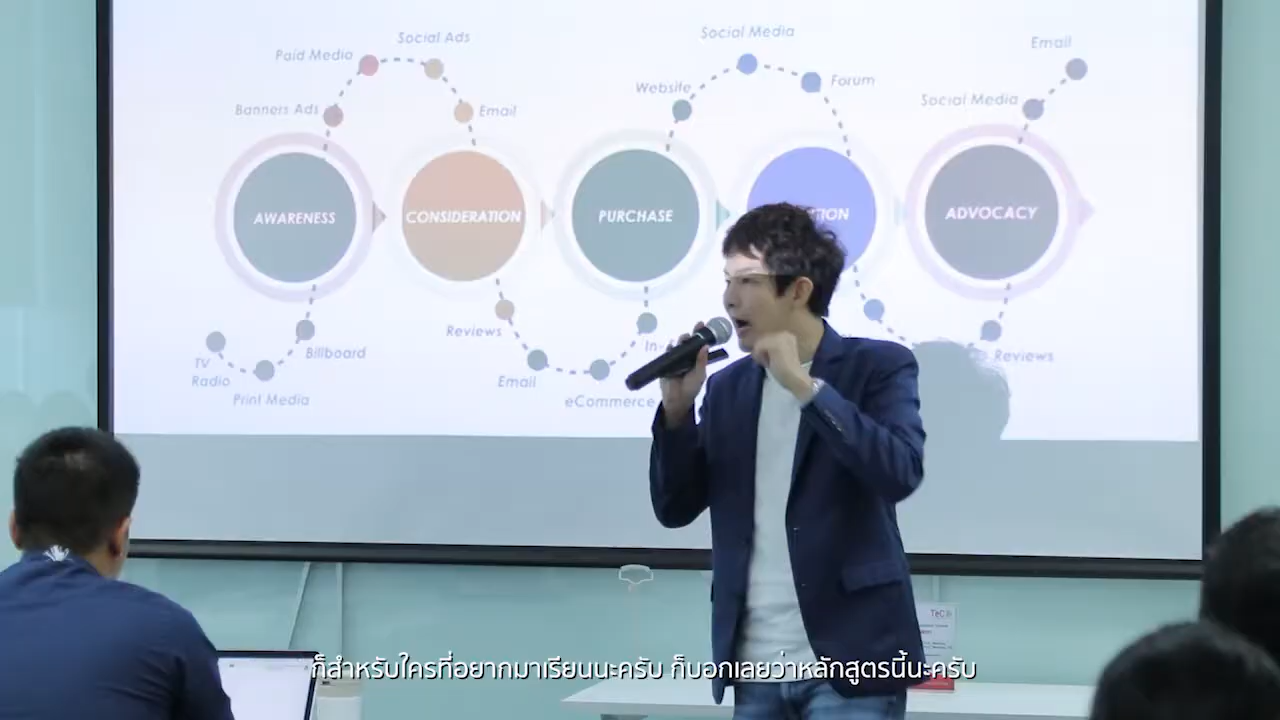 Social Ads
Social Media
Email
Paid Media
Website
Forum
Banners Ads
Email
Social Media
AWARENESS
CONSIDERATION
PURCHASE
TION
ADVOCACY
Reviews
Billboard
In-
Reviews
TV
Radio
Email
Print Media
eCommerce
TeC
ก็สำหรับใครที่อยากมาเรียนนะครับ ก็บอกเลยว่าหลักสูตรนี้นะครับ